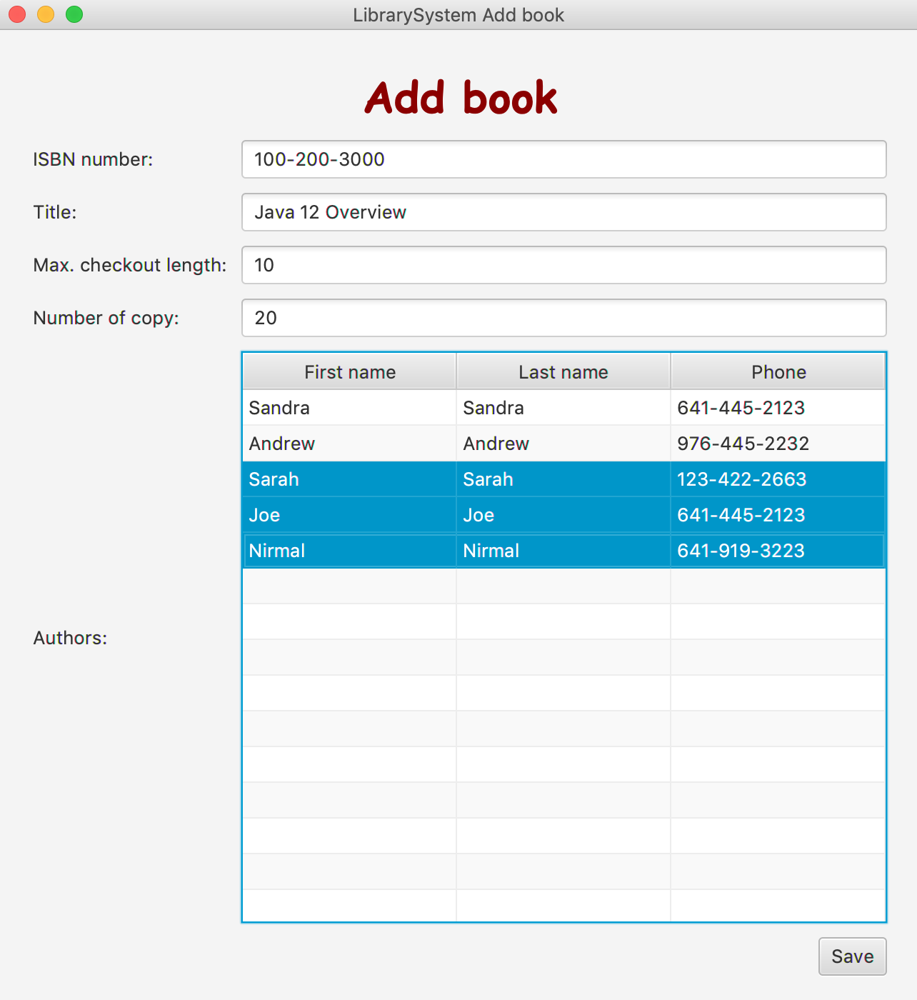 LibrarySystem Add book
Add book
ISBN number: 100-200-3000
Title: Java 12 Overview
Max. checkout length: 10
Number of copy: 20
First name Last name Phone
Sandra Sandra 641-445-2123
Andrew Andrew 976-445-2232
Sarah Sarah 123-422-2663
Joe Joe 641-445-2123
Nirmal Nirmal 641-919-3223
Authors:
Save